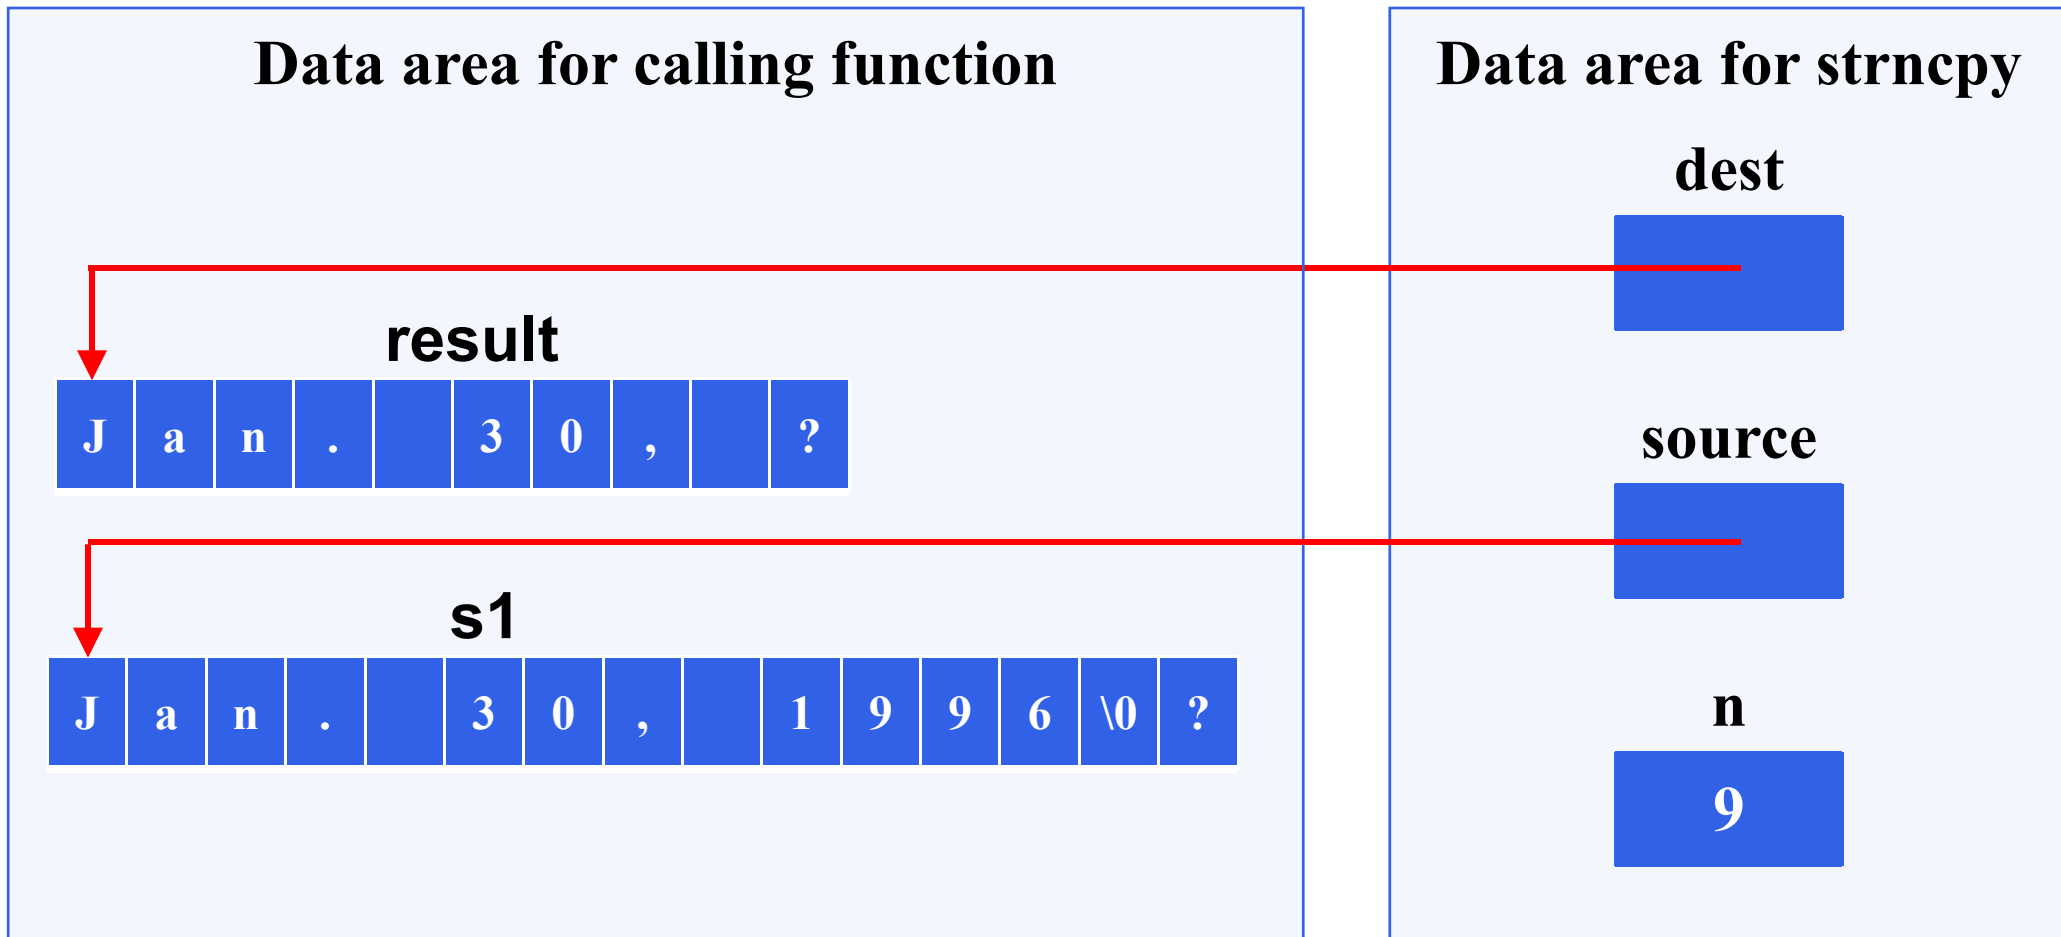 Data area for calling function
Data area for strncpy
dest
result
J a n . 3 0 , ?
source
s1
J a n . 3 0 , 1 9 9 6 \0 ?
n
9